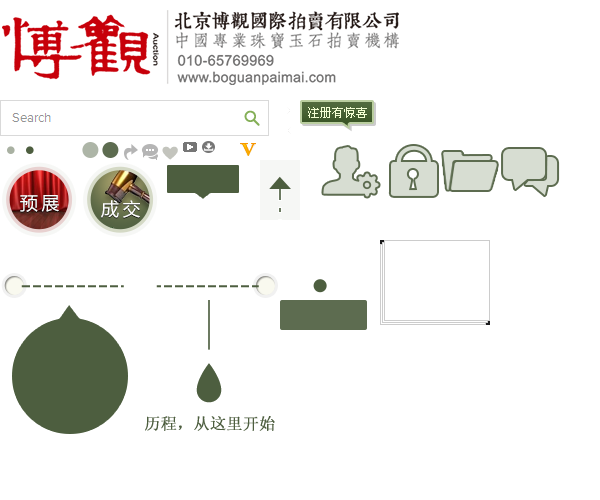 博觀
Auction
北京博觀國際拍賣有限公司
中國專業珠寶玉石拍賣機構
010-65769969
www.boguanpaimai.com
Search
注册有惊喜
预展
成交
历程，从这里开始